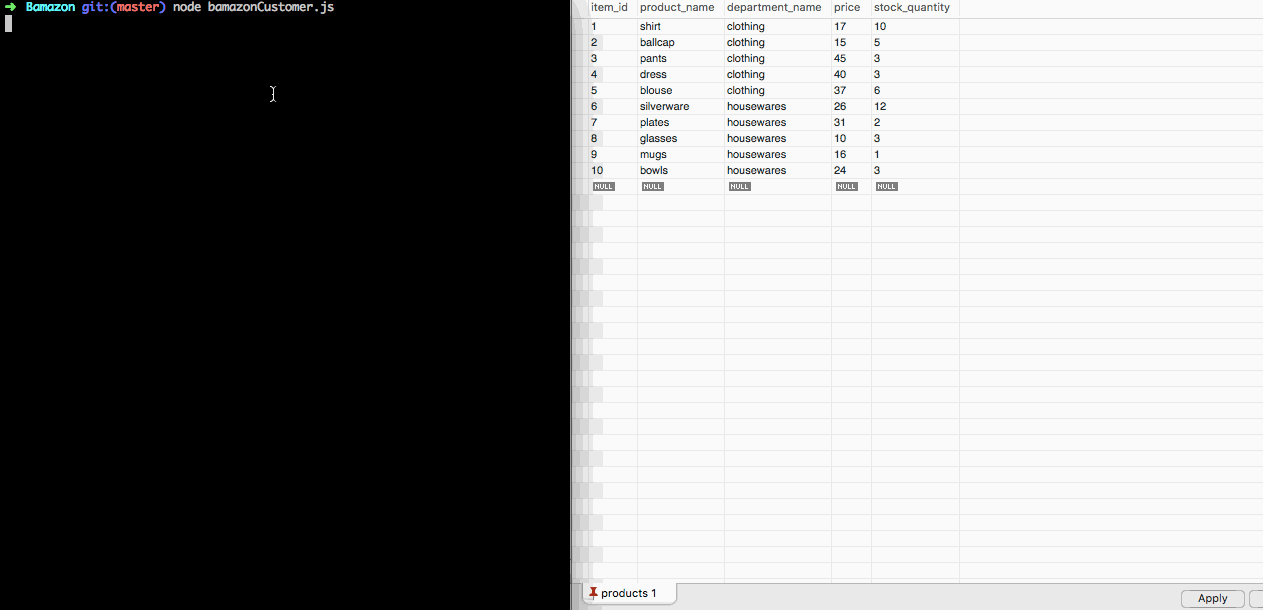 ➜ Bamazon git:(master) node bamazonCustomer.js
item_id product_name department_name price stock_quantity
1 shirt clothing 17 10
2 ballcap clothing 15 5
3 pants clothing 45 3
4 dress clothing 40 3
5 blouse clothing 37 6
6 silverware housewares 26 12
7 plates housewares 31 2
8 glasses housewares 10 3
9 mugs housewares 16 1
10 bowls housewares 24 3
NULL NULL NULL NULL NULL
products 1
Apply